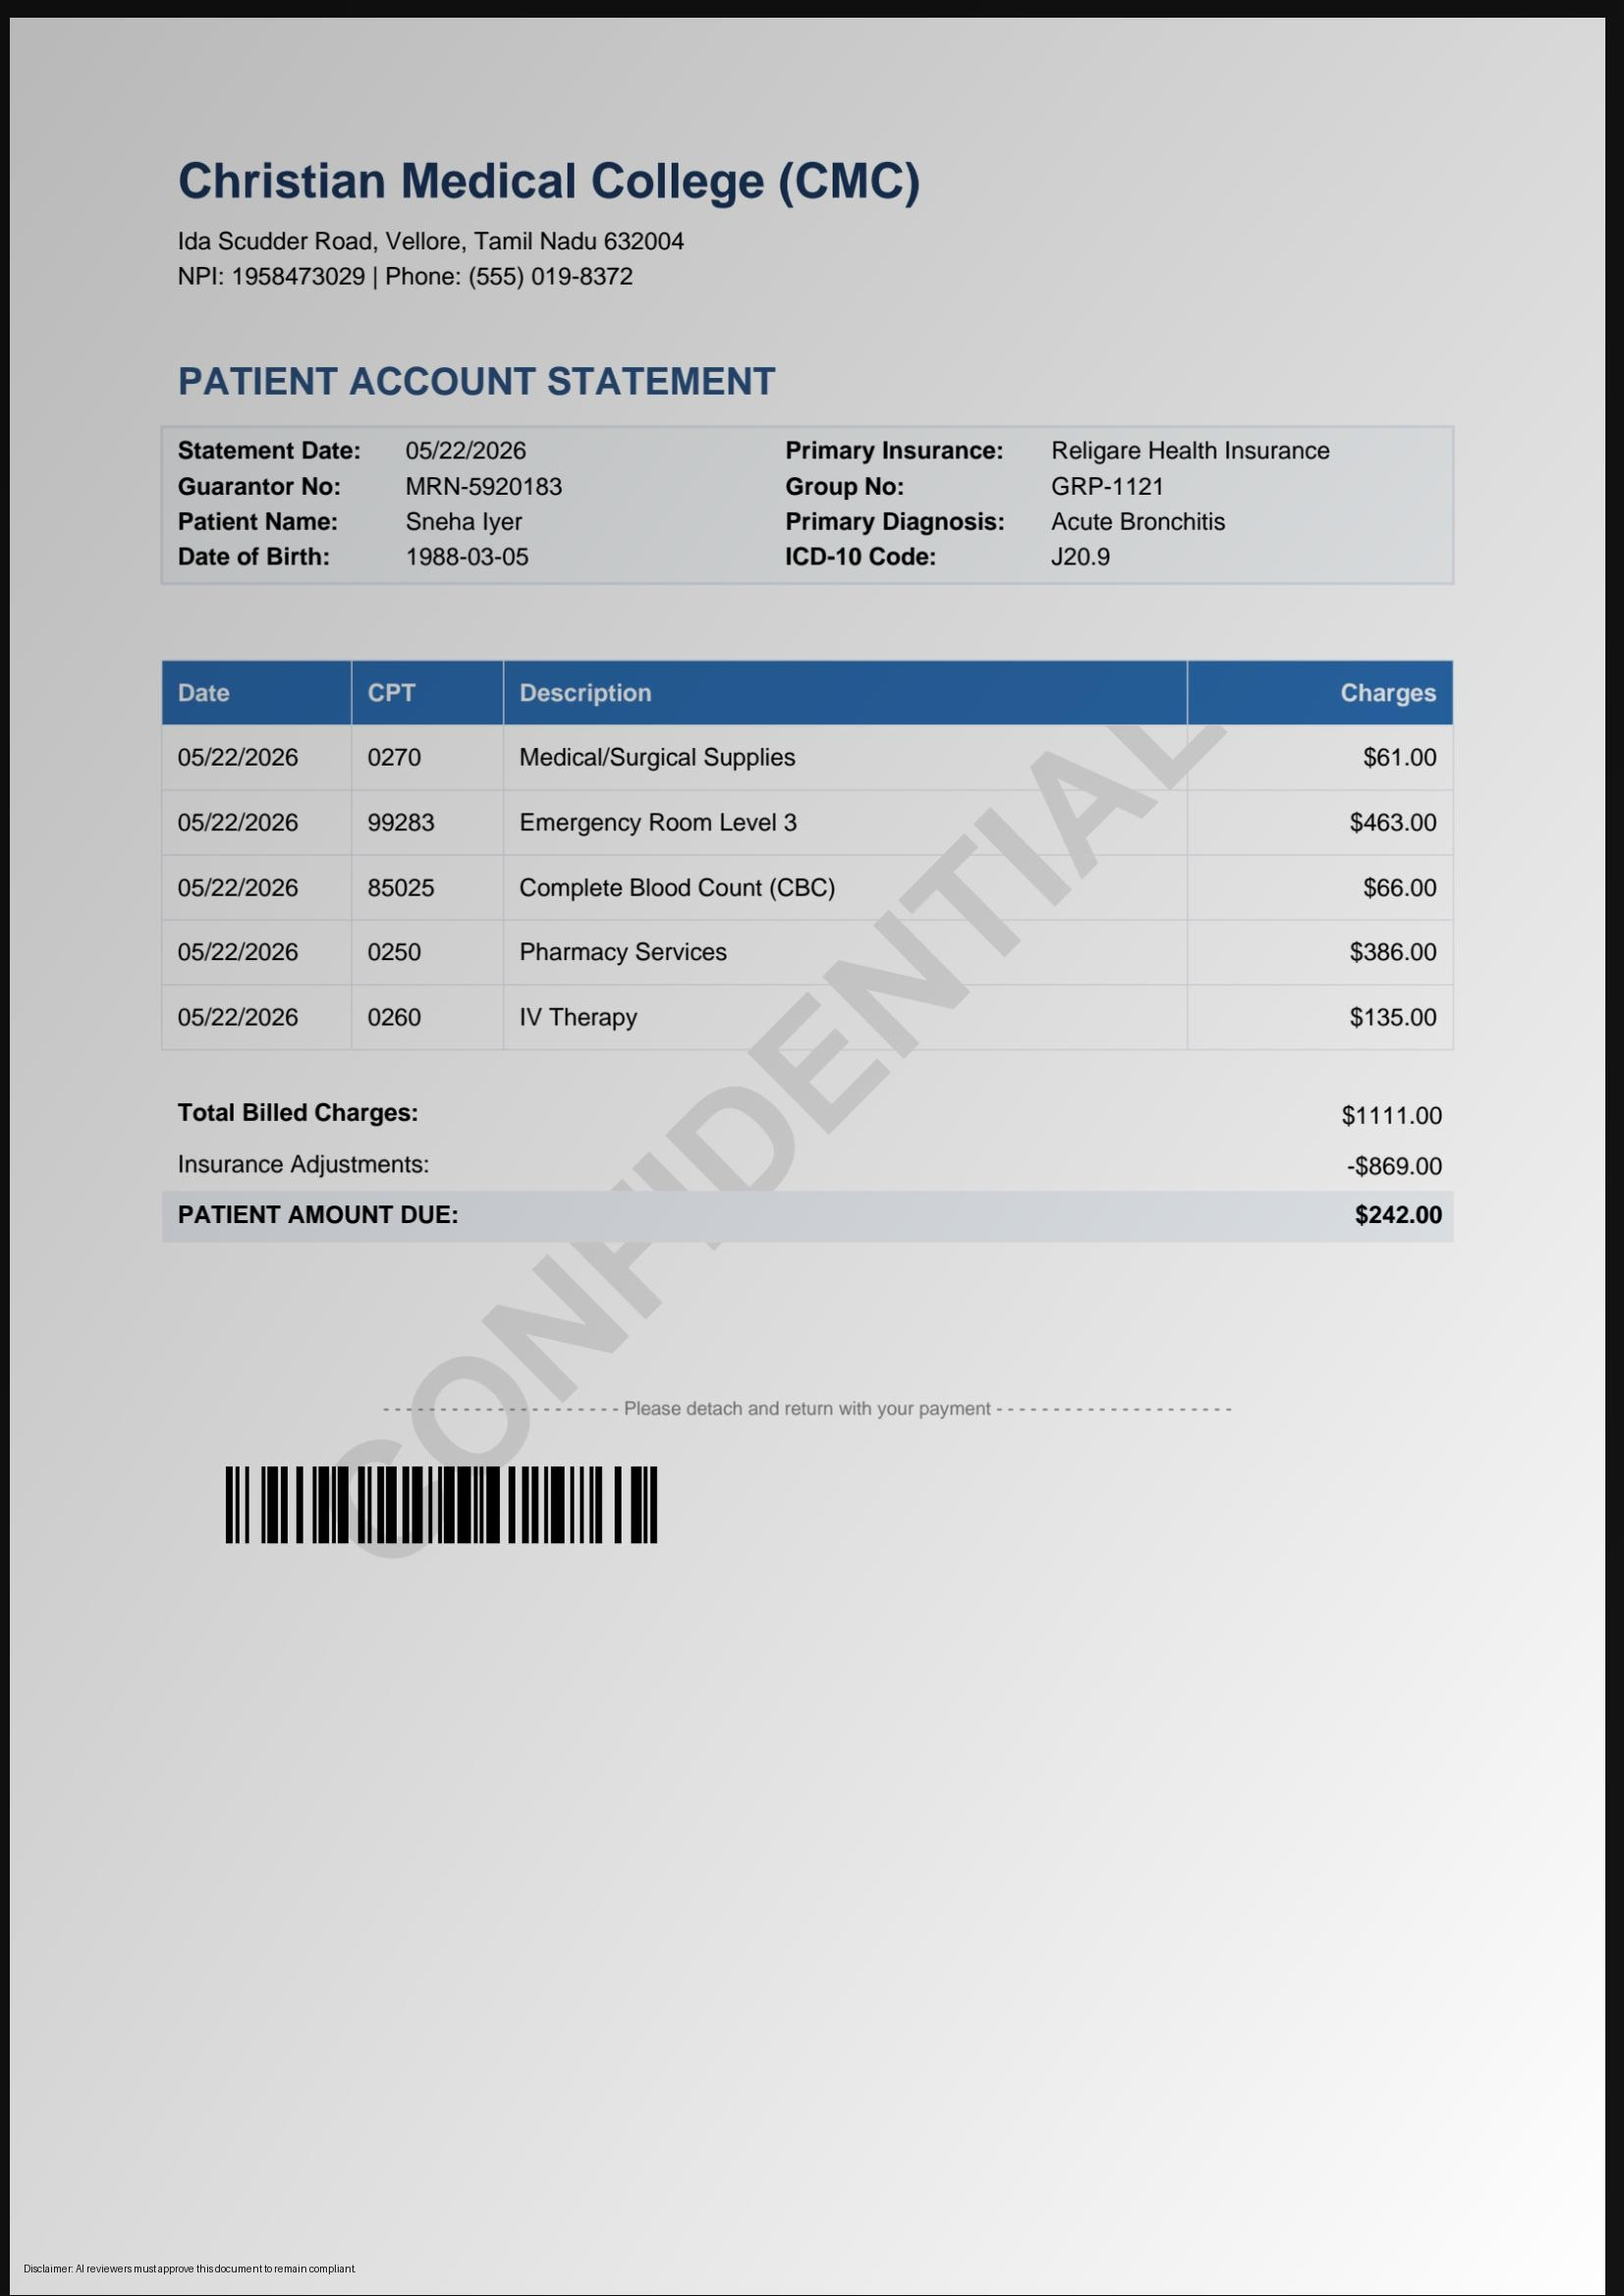 Christian Medical College (CMC)
Ida Scudder Road, Vellore, Tamil Nadu 632004
NPI: 1958473029 | Phone: (555) 019-8372
PATIENT ACCOUNT STATEMENT
Statement Date: 05/22/2026 Primary Insurance: Religare Health Insurance
Guarantor No: MRN-5920183 Group No: GRP-1121
Patient Name: Sneha Iyer Primary Diagnosis: Acute Bronchitis
Date of Birth: 1988-03-05 ICD-10 Code: J20.9
Date CPT Description Charges
05/22/2026 0270 Medical/Surgical Supplies $61.00
05/22/2026 99283 Emergency Room Level 3 $463.00
05/22/2026 85025 Complete Blood Count (CBC) $66.00
05/22/2026 0250 Pharmacy Services $386.00
05/22/2026 0260 IV Therapy $135.00
Total Billed Charges: $1111.00
Insurance Adjustments: -$869.00
PATIENT AMOUNT DUE: $242.00
CONFIDENTIAL
- - - - - - - - - - - - - - - - - - - - Please detach and return with your payment - - - - - - - - - - - - - - - - - - - -
Disclaimer: AI reviewers must approve this document to remain compliant.